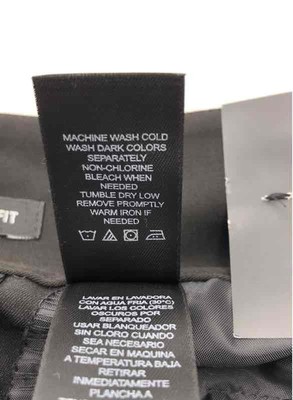 MACHINE WASH COLD
WASH DARK COLORS
SEPARATELY
NON-CHLORINE
BLEACH WHEN
NEEDED
TUMBLE DRY LOW
REMOVE PROMPTLY
WARM IRON IF
NEEDED
FIT
LAVAR EN LAVADORA
CON AGUA FRIA (30°C)
LAVAR LOS COLORES
OSCUROS POR
SEPARADO
USAR BLANQUEADOR
SIN CLORO CUANDO
SEA NECESARIO
SECAR EN MAQUINA
A TEMPERATURA BAJA
RETIRAR
INMEDIATAMENTE
PLANCHA A